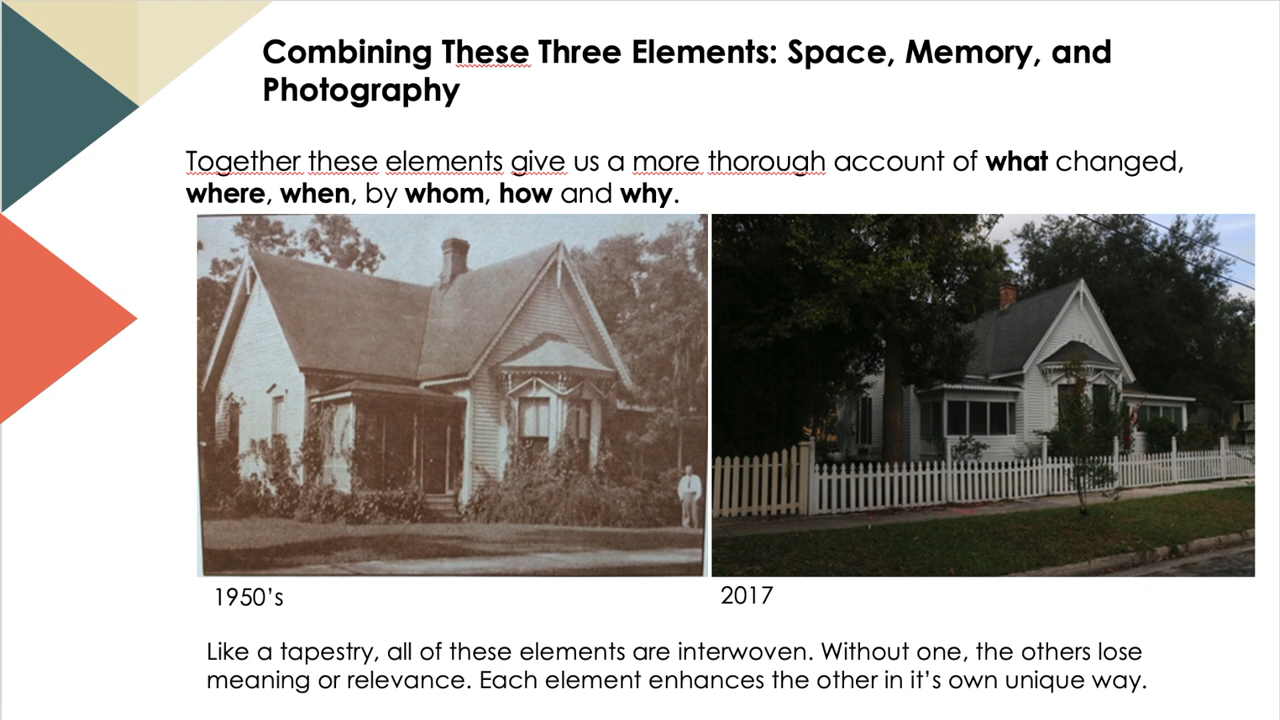 Combining These Three Elements: Space, Memory, and
Photography
Together these elements give us a more thorough account of what changed,
where, when, by whom, how and why.
1950's
2017
Like a tapestry, all of these elements are interwoven. Without one, the others lose
meaning or relevance. Each element enhances the other in it's own unique way.